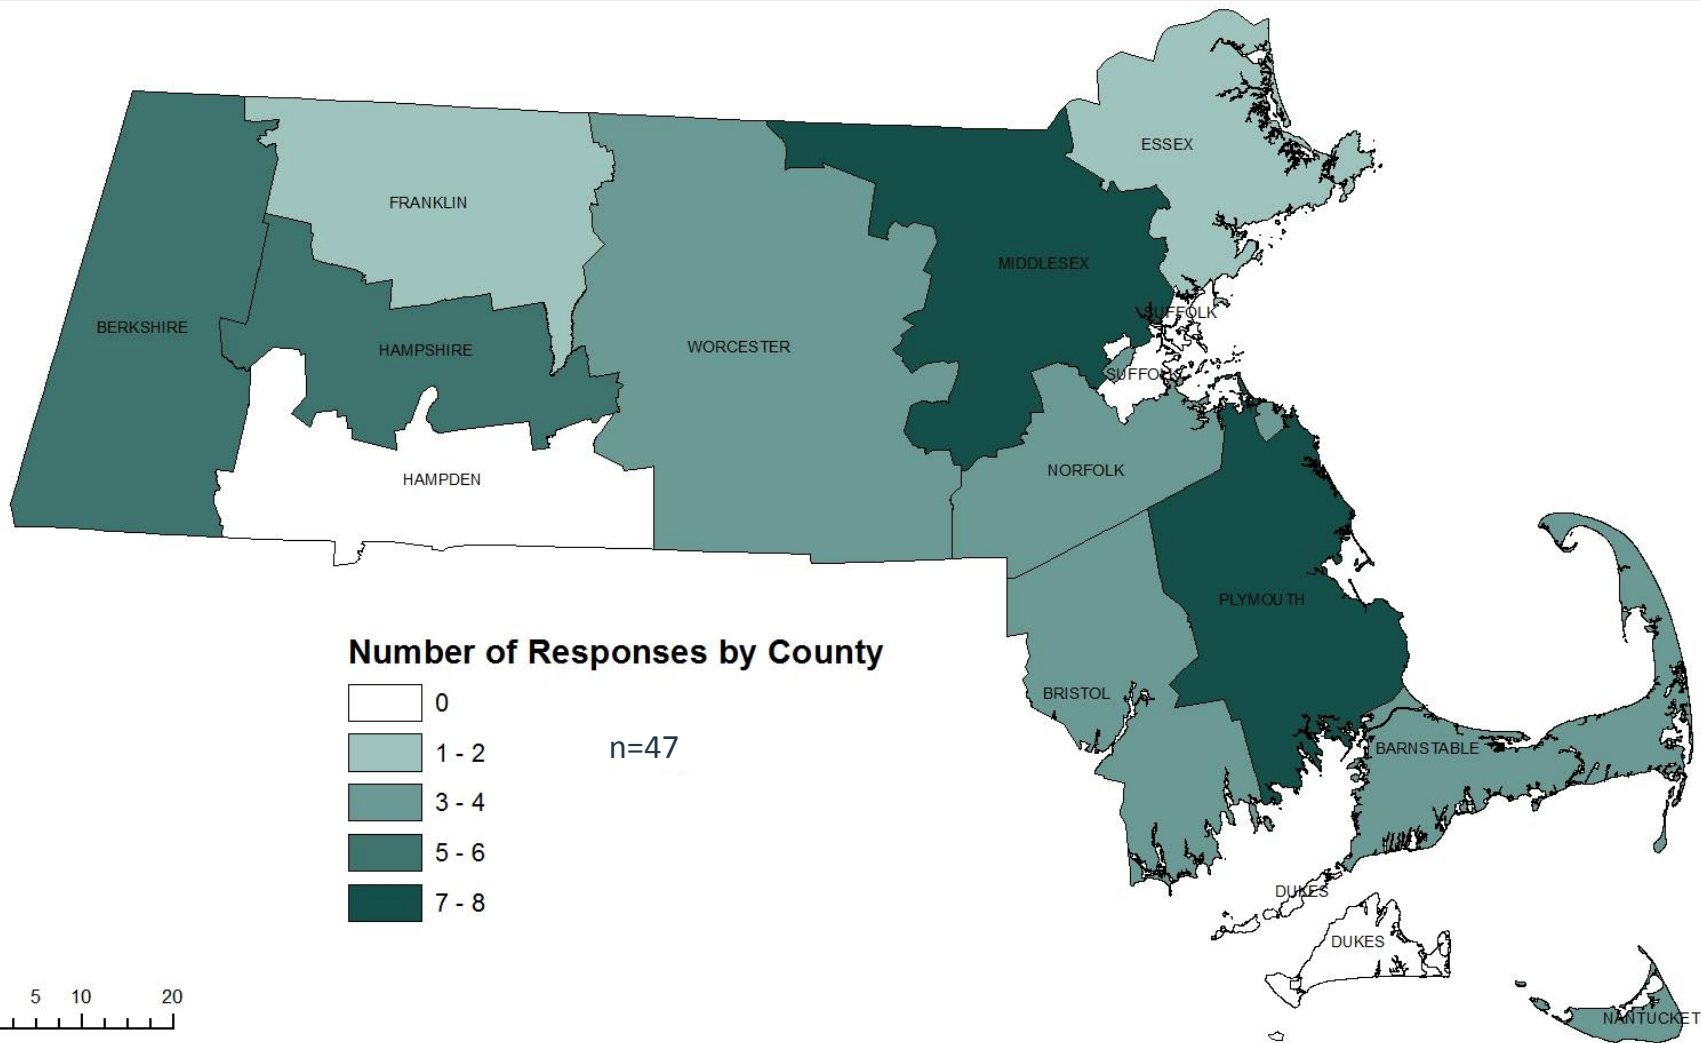 ESSEX
FRANKLIN
MIDDLESEX
SUFFOLK
BERKSHIRE
HAMPSHIRE
WORCESTER
SUFFOLK
NORFOLK
HAMPDEN
PLYMOUTH
Number of Responses by County
0
1 - 2
3 - 4
5 - 6
7 - 8
n=47
BRISTOL
BARNSTABLE
DUKES
DUKES
5 10 20
NANTUCKET